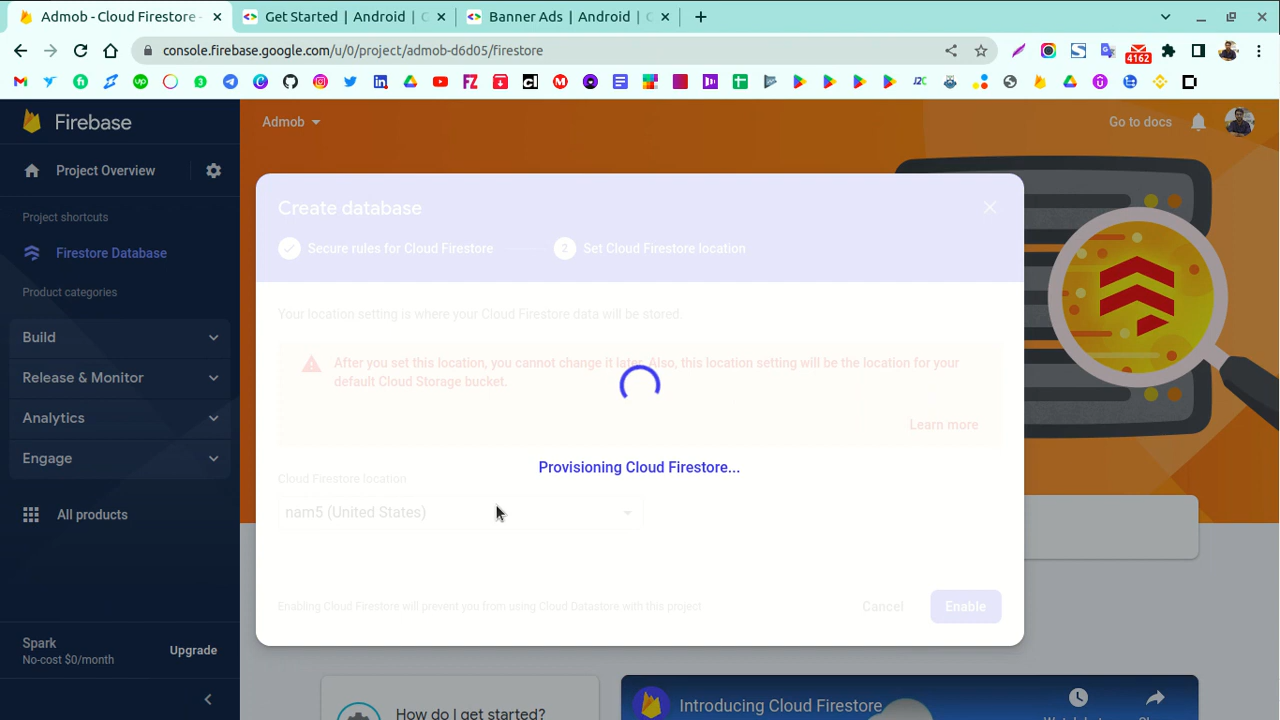 Admob - Cloud Firestore -
Get Started | Android | C
Banner Ads | Android | C
console.firebase.google.com/u/0/project/admob-d6d05/firestore
4162
Firebase
Admob
Go to docs
Project Overview
Project shortcuts
Firestore Database
Product categories
Build
Release & Monitor
Analytics
Engage
All products
Spark
No-cost $0/month
Upgrade
Create database
Secure rules for Cloud Firestore
2 Set Cloud Firestore location
Your location setting is where your Cloud Firestore data will be stored.
After you set this location, you cannot change it later. Also, this location setting will be the location for your
default Cloud Storage bucket.
Learn more
Provisioning Cloud Firestore...
Cloud Firestore location
nam5 (United States)
Enabling Cloud Firestore will prevent you from using Cloud Datastore with this project
Cancel
Enable
How do I get started?
Introducing Cloud Firestore